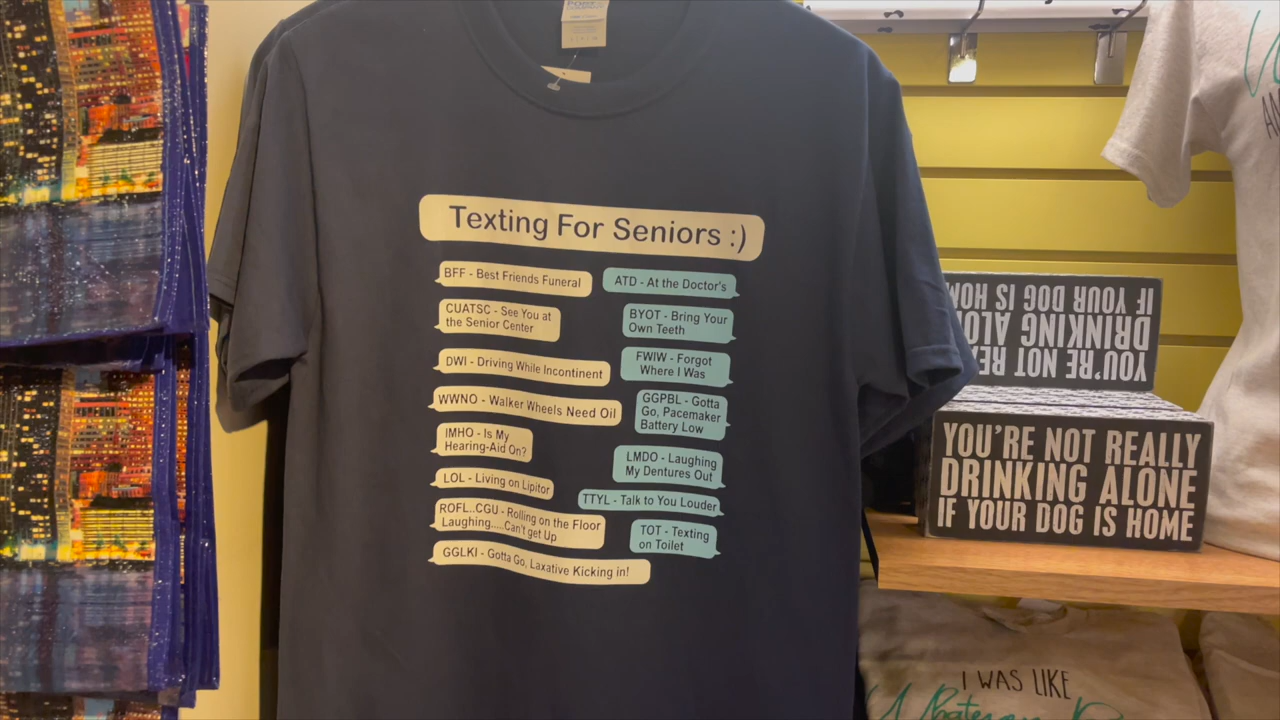 Texting For Seniors :)
BFF - Best Friends Funeral
CUATSC - See You at
the Senior Center
DWI - Driving While Incontinent
WWNO - Walker Wheels Need Oil
IMHO - Is My
Hearing-Aid On?
LOL - Living on Lipitor
ROFL..CGU - Rolling on the Floor
Laughing.....Can't get Up
GGLKI - Gotta Go, Laxative Kicking in!
ATD - At the Doctor's
BYOT - Bring Your
Own Teeth
FWIW - Forgot
Where I Was
GGPBL - Gotta
Go, Pacemaker
Battery Low
LMDO - Laughing
My Dentures Out
TTYL - Talk to You Louder
TOT - Texting
on Toilet
YOU'RE NOT RE
DRINKING ALO
IF YOUR DOG IS HOM
YOU'RE NOT REALLY
DRINKING ALONE
IF YOUR DOG IS HOME
I WAS LIKE